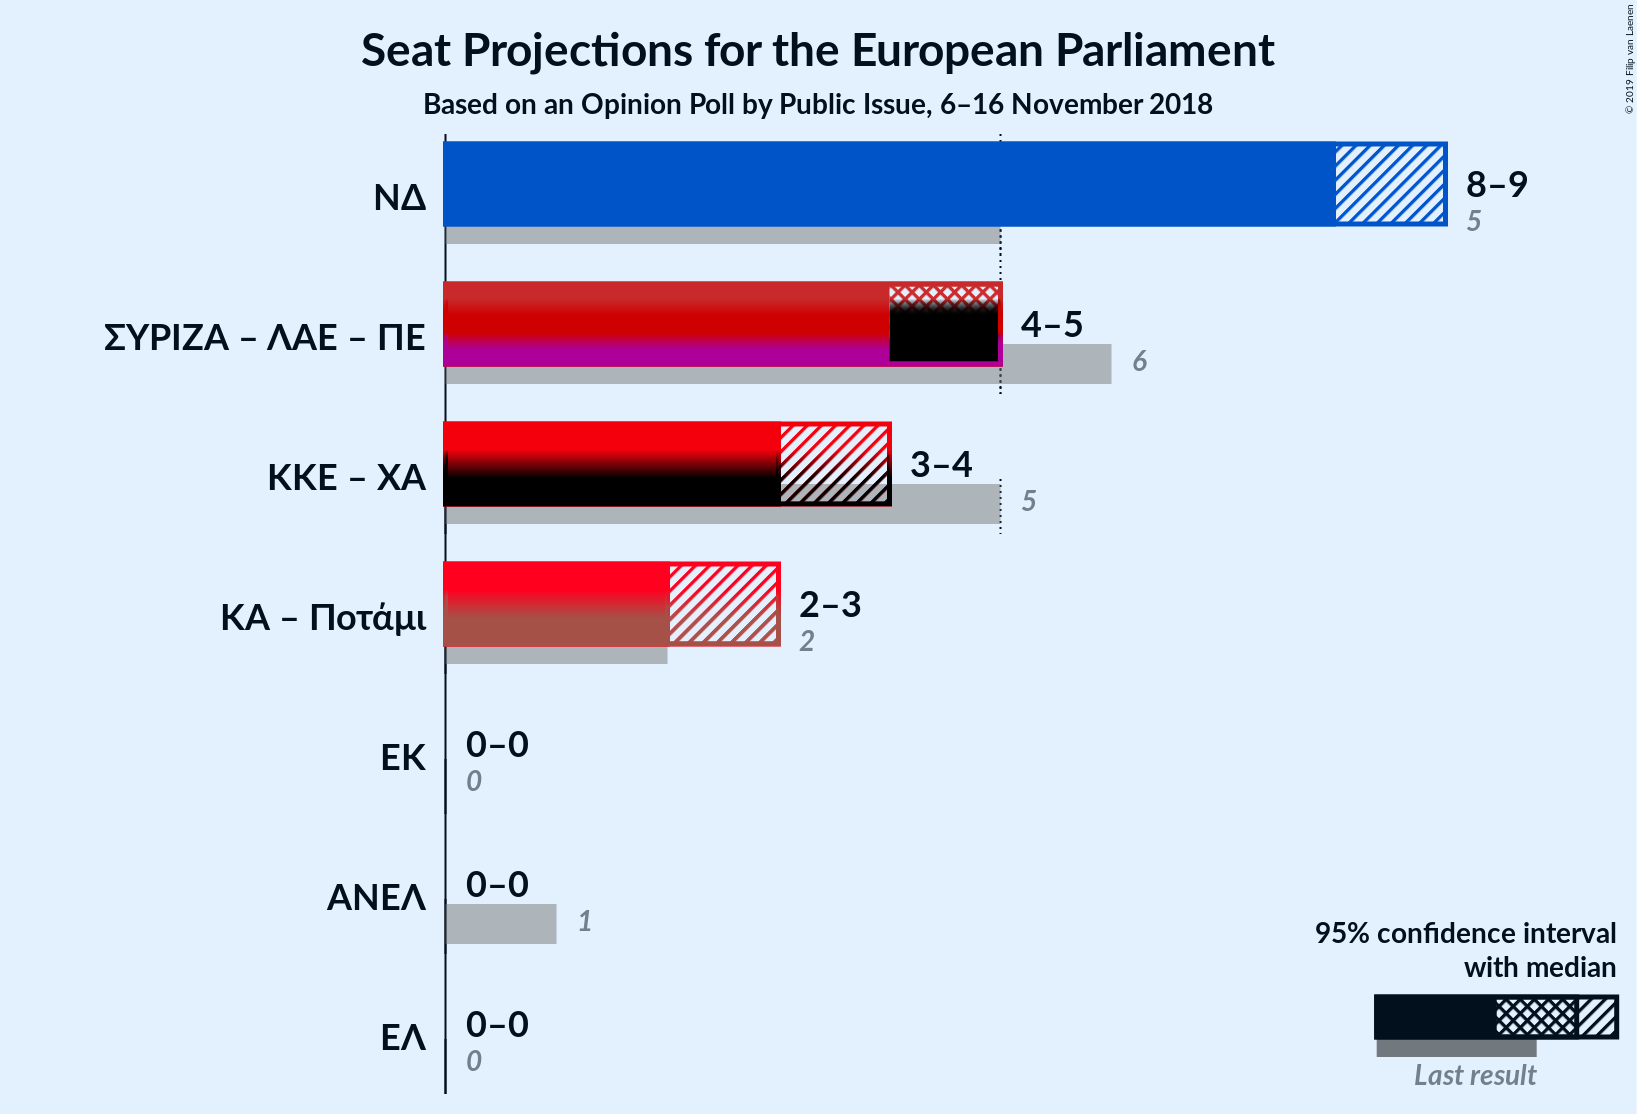 Seat Projections for the European Parliament
Based on an Opinion Poll by Public Issue, 6–16 November 2018
© 2019 Filip van Laenen
ΝΔ
8–9
5
ΣΥΡΙΖΑ – ΛΑΕ – ΠΕ
4–5
6
ΚΚΕ – ΧΑ
3–4
5
ΚΑ – Ποτάμι
2–3
2
ΕΚ
0–0
0
ΑΝΕΛ
0–0
1
ΕΛ
0–0
0
95% confidence interval
with median
Last result